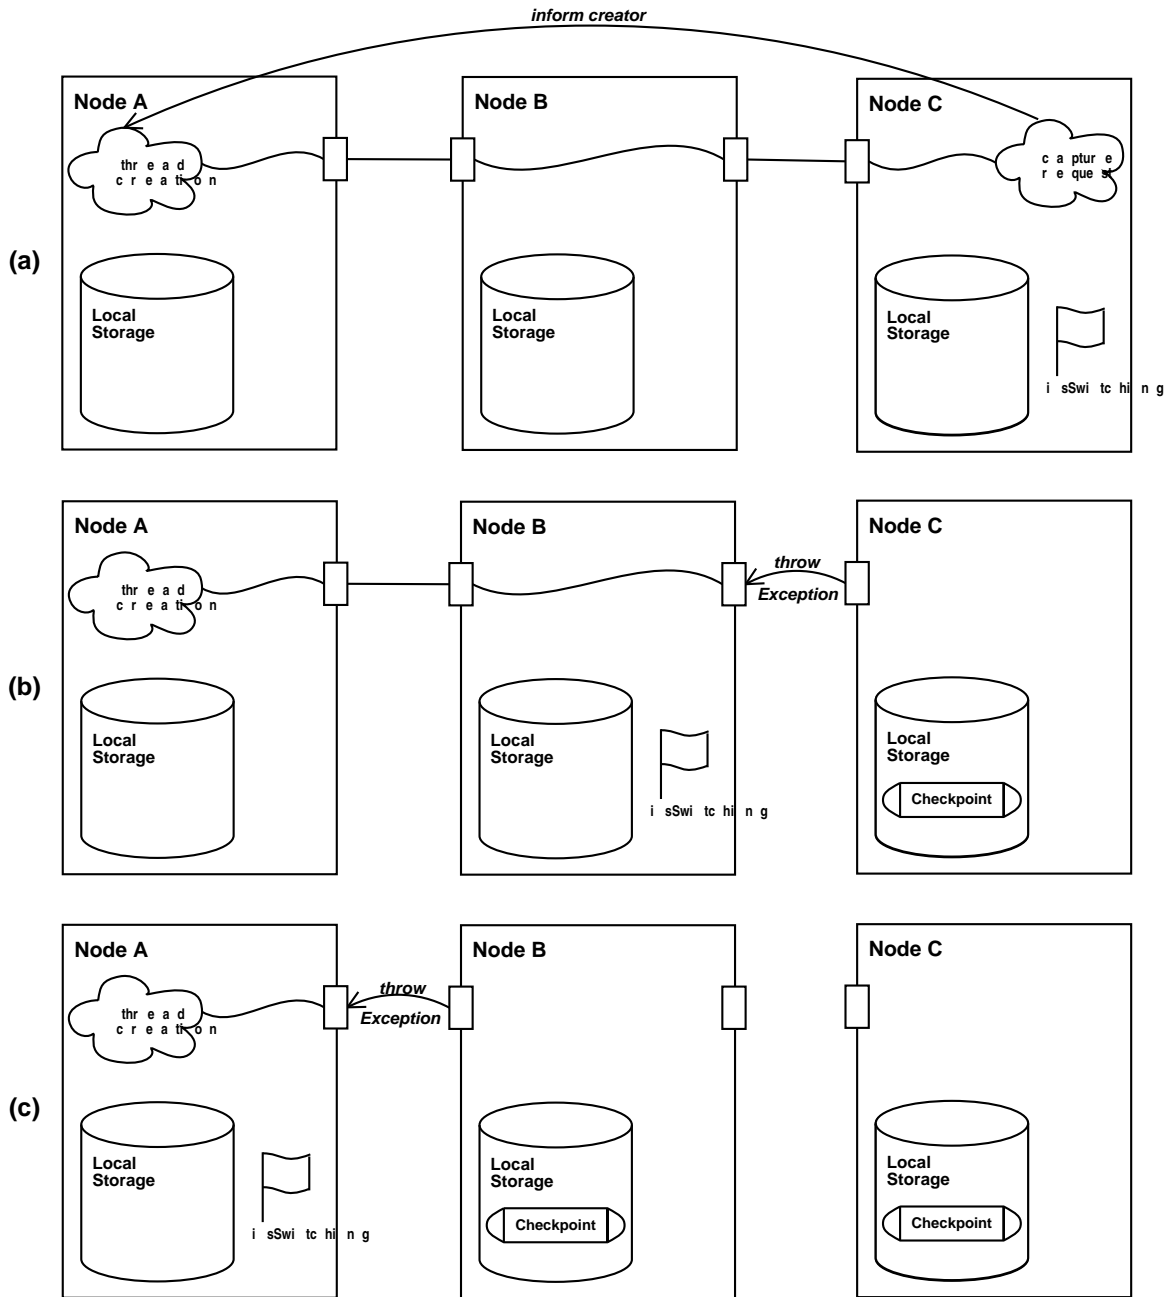 inform creator
Node A
Node B
Node C
thread
creation
capture
request
(a)
Local
Storage
Local
Storage
Local
Storage
isSwitching
Node A
Node B
Node C
throw
Exception
thread
creation
(b)
Local
Storage
Local
Storage
isSwitching
Local
Storage
Checkpoint
Node A
Node B
Node C
throw
Exception
thread
creation
(c)
Local
Storage
isSwitching
Local
Storage
Checkpoint
Local
Storage
Checkpoint